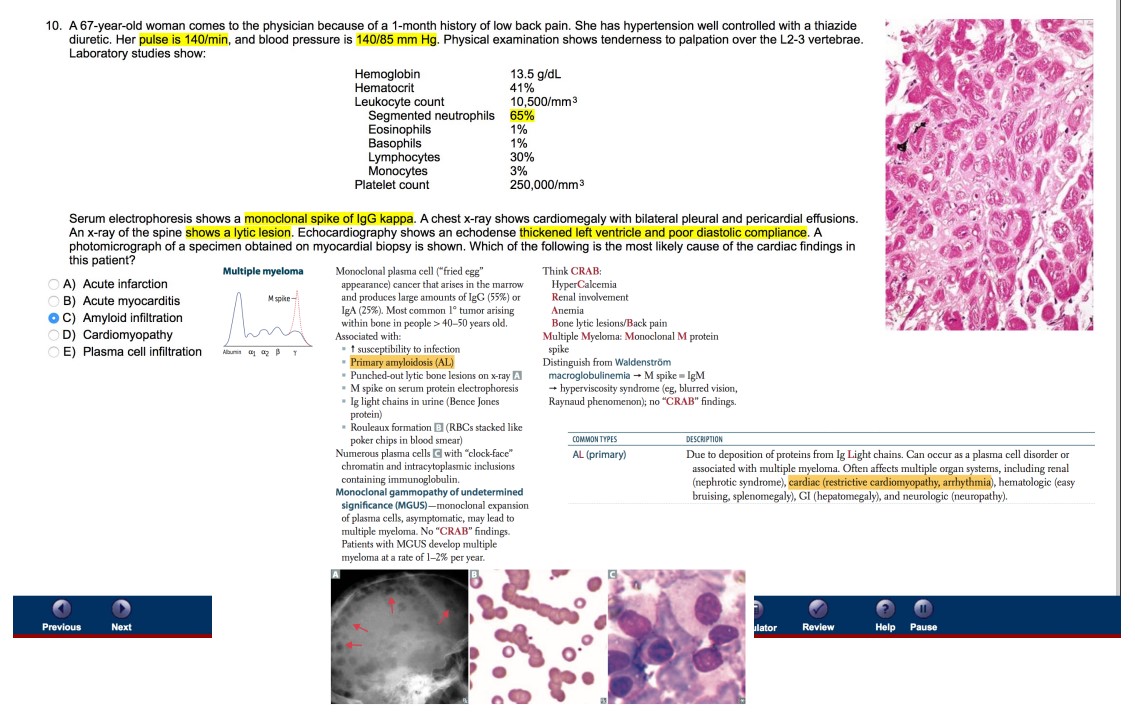 10. A 67-year-old woman comes to the physician because of a 1-month history of low back pain. She has hypertension well controlled with a thiazide
diuretic. Her pulse is 140/min, and blood pressure is 140/85 mm Hg. Physical examination shows tenderness to palpation over the L2-3 vertebrae.
Laboratory studies show:
Hemoglobin 13.5 g/dL
Hematocrit 41%
Leukocyte count 10,500/mm³
Segmented neutrophils 65%
Eosinophils 1%
Basophils 1%
Lymphocytes 30%
Monocytes 3%
Platelet count 250,000/mm³
Serum electrophoresis shows a monoclonal spike of IgG kappa. A chest x-ray shows cardiomegaly with bilateral pleural and pericardial effusions.
An x-ray of the spine shows a lytic lesion. Echocardiography shows an echodense thickened left ventricle and poor diastolic compliance. A
photomicrograph of a specimen obtained on myocardial biopsy is shown. Which of the following is the most likely cause of the cardiac findings in
this patient?
A) Acute infarction
B) Acute myocarditis
C) Amyloid infiltration
D) Cardiomyopathy
E) Plasma cell infiltration
Multiple myeloma
M spike
Albumin α1 α2 β γ
Monoclonal plasma cell ("fried egg"
appearance) cancer that arises in the marrow
and produces large amounts of IgG (55%) or
IgA (25%). Most common 1° tumor arising
within bone in people > 40–50 years old.
Associated with:
• ↑ susceptibility to infection
• Primary amyloidosis (AL)
• Punched-out lytic bone lesions on x-ray A
• M spike on serum protein electrophoresis
• Ig light chains in urine (Bence Jones
protein)
• Rouleaux formation B (RBCs stacked like
poker chips in blood smear)
Numerous plasma cells C with "clock-face"
chromatin and intracytoplasmic inclusions
containing immunoglobulin.
Monoclonal gammopathy of undetermined
significance (MGUS)—monoclonal expansion
of plasma cells, asymptomatic, may lead to
multiple myeloma. No "CRAB" findings.
Patients with MGUS develop multiple
myeloma at a rate of 1–2% per year.
Think CRAB:
HyperCalcemia
Renal involvement
Anemia
Bone lytic lesions/Back pain
Multiple Myeloma: Monoclonal M protein
spike
Distinguish from Waldenström
macroglobulinemia → M spike = IgM
→ hyperviscosity syndrome (eg, blurred vision,
Raynaud phenomenon); no "CRAB" findings.
COMMON TYPES DESCRIPTION
AL (primary) Due to deposition of proteins from Ig Light chains. Can occur as a plasma cell disorder or
associated with multiple myeloma. Often affects multiple organ systems, including renal
(nephrotic syndrome), cardiac (restrictive cardiomyopathy, arrhythmia), hematologic (easy
bruising, splenomegaly), GI (hepatomegaly), and neurologic (neuropathy).
A B C
Previous Next ulator Review Help Pause